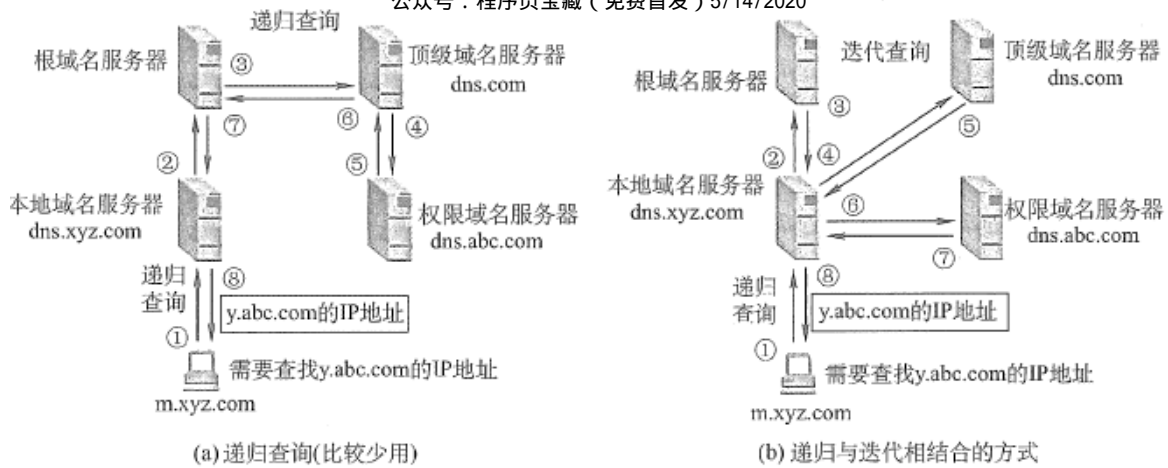 公众号：程序员宝藏（免费首发）5/14/2020
递归查询
根域名服务器
③
顶级域名服务器
dns.com
⑦
⑥
④
②
⑤
本地域名服务器
dns.xyz.com
权限域名服务器
dns.abc.com
递归
查询
⑧
y.abc.com的IP地址
①
需要查找y.abc.com的IP地址
m.xyz.com
(a) 递归查询(比较少用)
迭代查询
根域名服务器
顶级域名服务器
dns.com
③
⑤
②
④
本地域名服务器
dns.xyz.com
⑥
权限域名服务器
dns.abc.com
⑦
递归
查询
⑧
y.abc.com的IP地址
①
需要查找y.abc.com的IP地址
m.xyz.com
(b) 递归与迭代相结合的方式